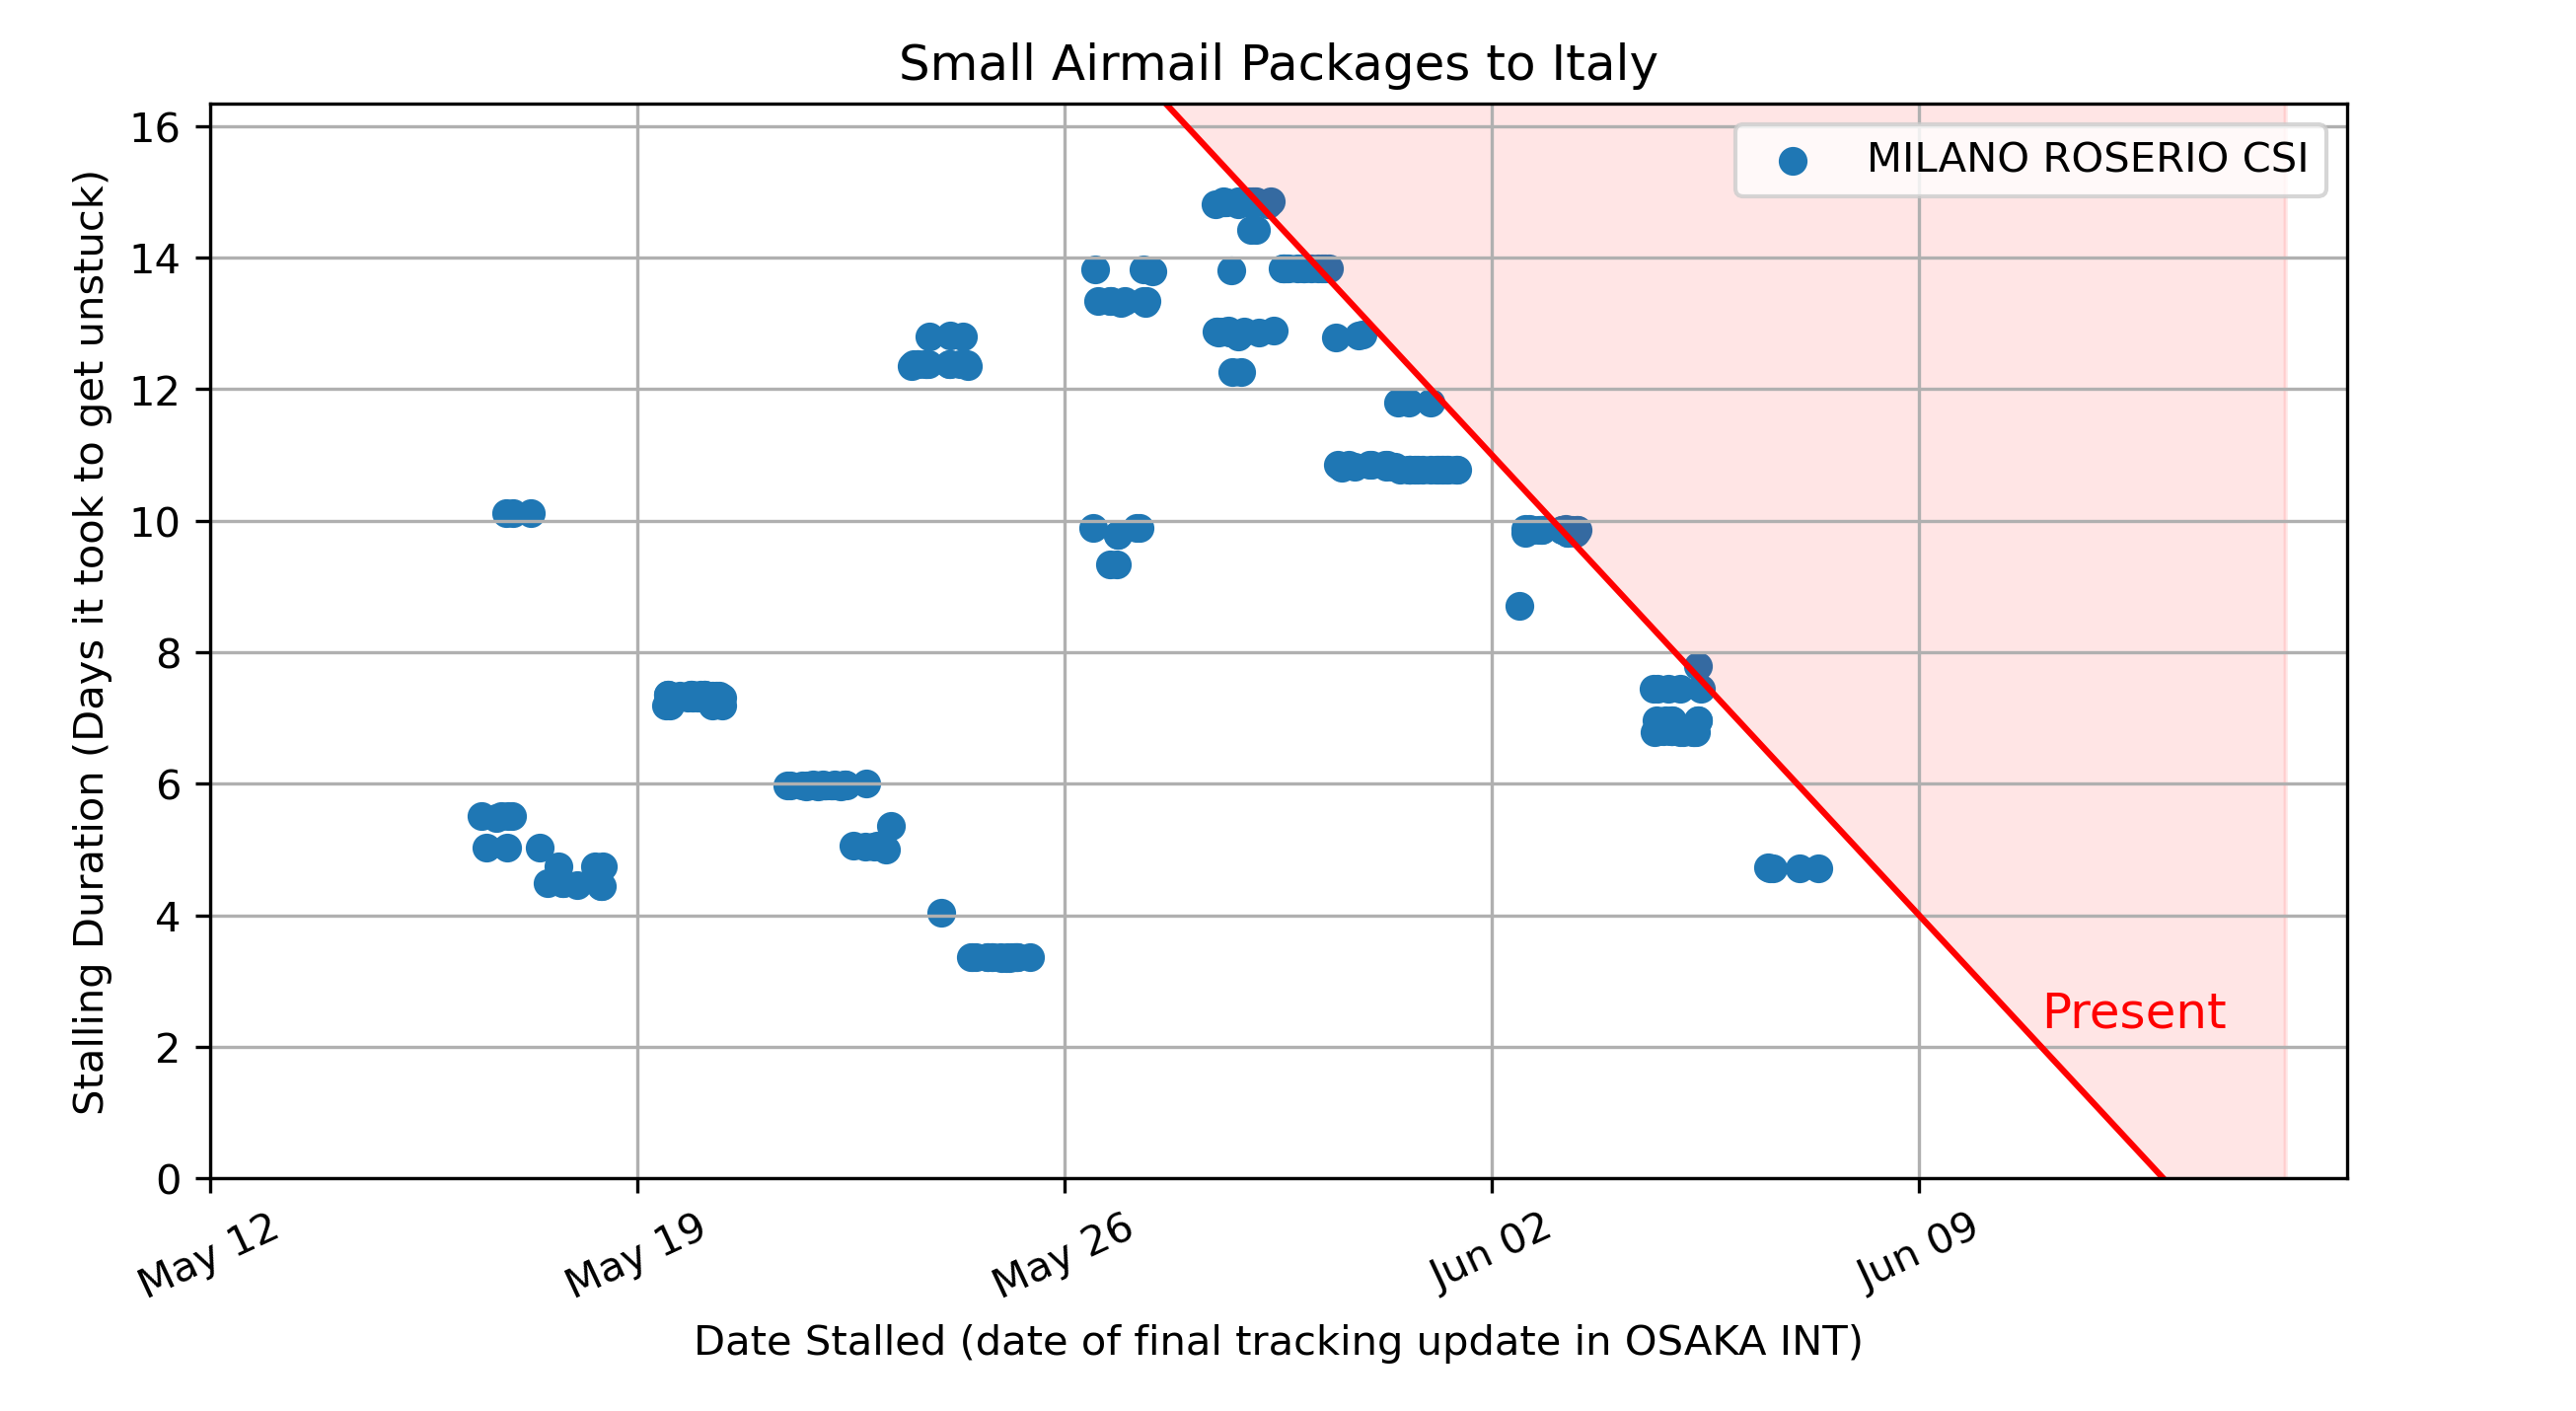 Small Airmail Packages to Italy
MILANO ROSERIO CSI
Stalling Duration (Days it took to get unstuck)
16
14
12
10
8
6
4
2
0
Present
May 12
May 19
May 26
Jun 02
Jun 09
Date Stalled (date of final tracking update in OSAKA INT)